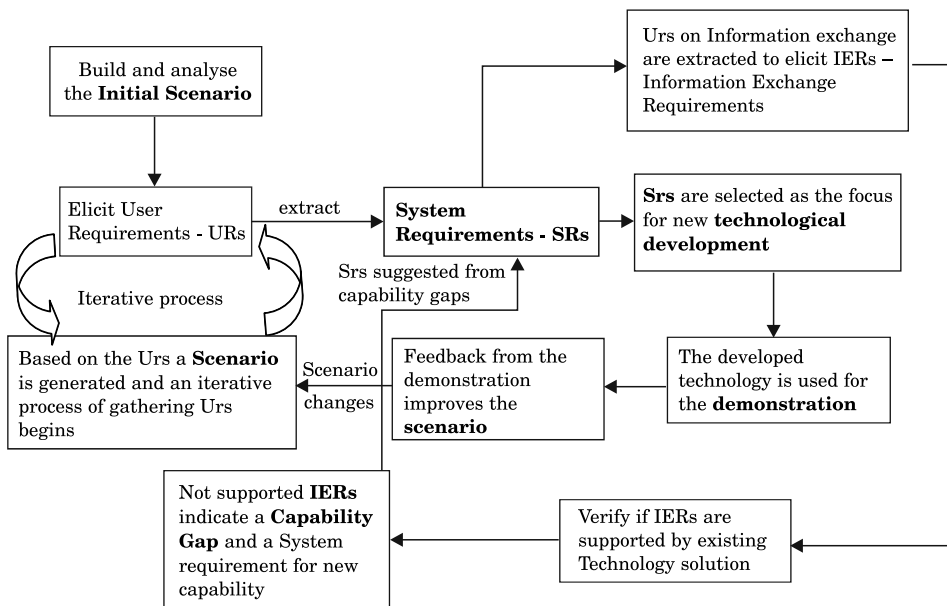 Build and analyse
the Initial Scenario
Urs on Information exchange
are extracted to elicit IERs –
Information Exchange
Requirements
Elicit User
Requirements - URs
extract
System
Requirements - SRs
Srs are selected as the focus
for new technological
development
Iterative process
Srs suggested from
capability gaps
Based on the Urs a Scenario
is generated and an iterative
process of gathering Urs
begins
Scenario
changes
Feedback from the
demonstration
improves the
scenario
The developed
technology is used for
the demonstration
Not supported IERs
indicate a Capability
Gap and a System
requirement for new
capability
Verify if IERs are
supported by existing
Technology solution